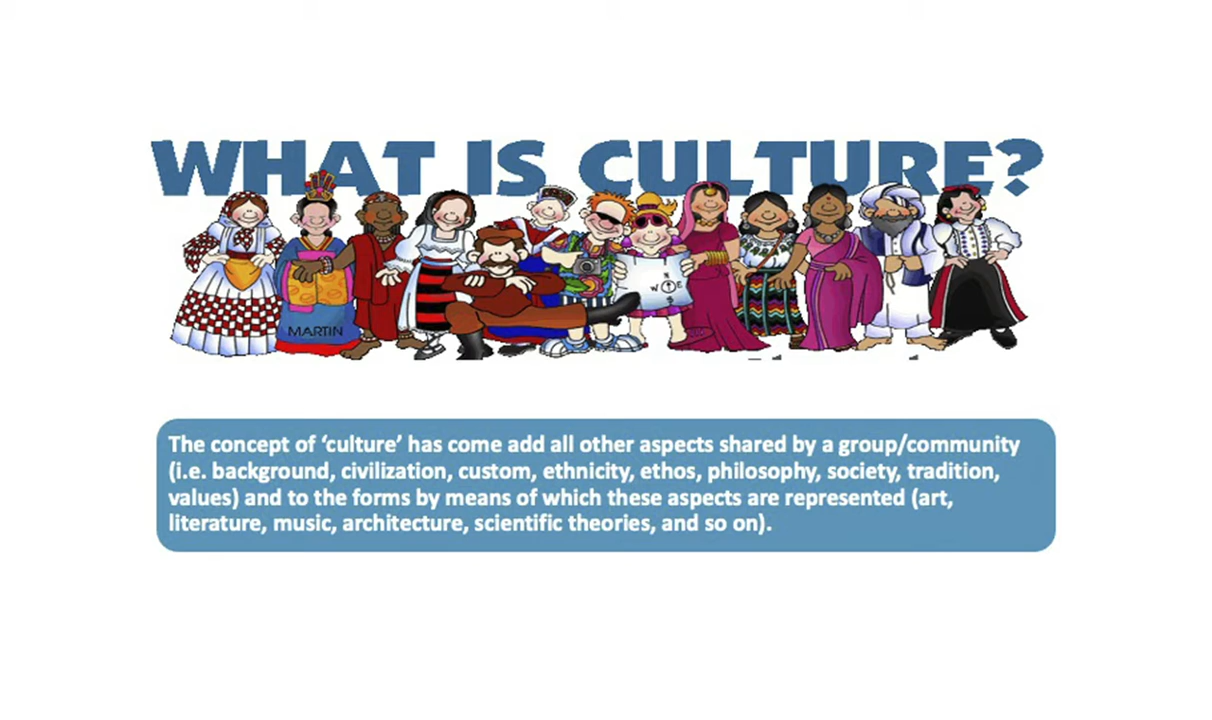 WHAT IS CULTURE?
MARTIN
N
W E
S
The concept of ‘culture’ has come add all other aspects shared by a group/community
(i.e. background, civilization, custom, ethnicity, ethos, philosophy, society, tradition,
values) and to the forms by means of which these aspects are represented (art,
literature, music, architecture, scientific theories, and so on).